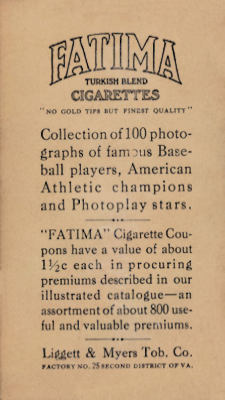 FATIMA
TURKISH BLEND
CIGARETTES
"NO GOLD TIPS BUT FINEST QUALITY"
Collection of 100 photo-
graphs of famous Base-
ball players, American
Athletic champions
and Photoplay stars.
"FATIMA" Cigarette Cou-
pons have a value of about
1½c each in procuring
premiums described in our
illustrated catalogue—an
assortment of about 800 use-
ful and valuable premiums.
Liggett & Myers Tob. Co.
FACTORY NO. 25 SECOND DISTRICT OF VA.